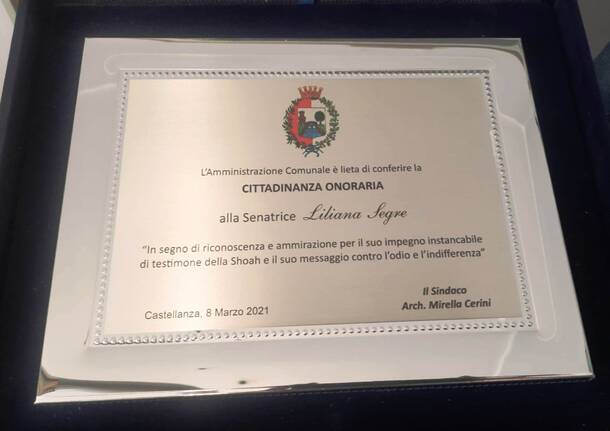 L'Amministrazione Comunale è lieta di conferire la
CITTADINANZA ONORARIA
alla Senatrice Liliana Segre
"In segno di riconoscenza e ammirazione per il suo impegno instancabile
di testimone della Shoah e il suo messaggio contro l'odio e l'indifferenza"
Il Sindaco
Arch. Mirella Cerini
Castellanza, 8 Marzo 2021